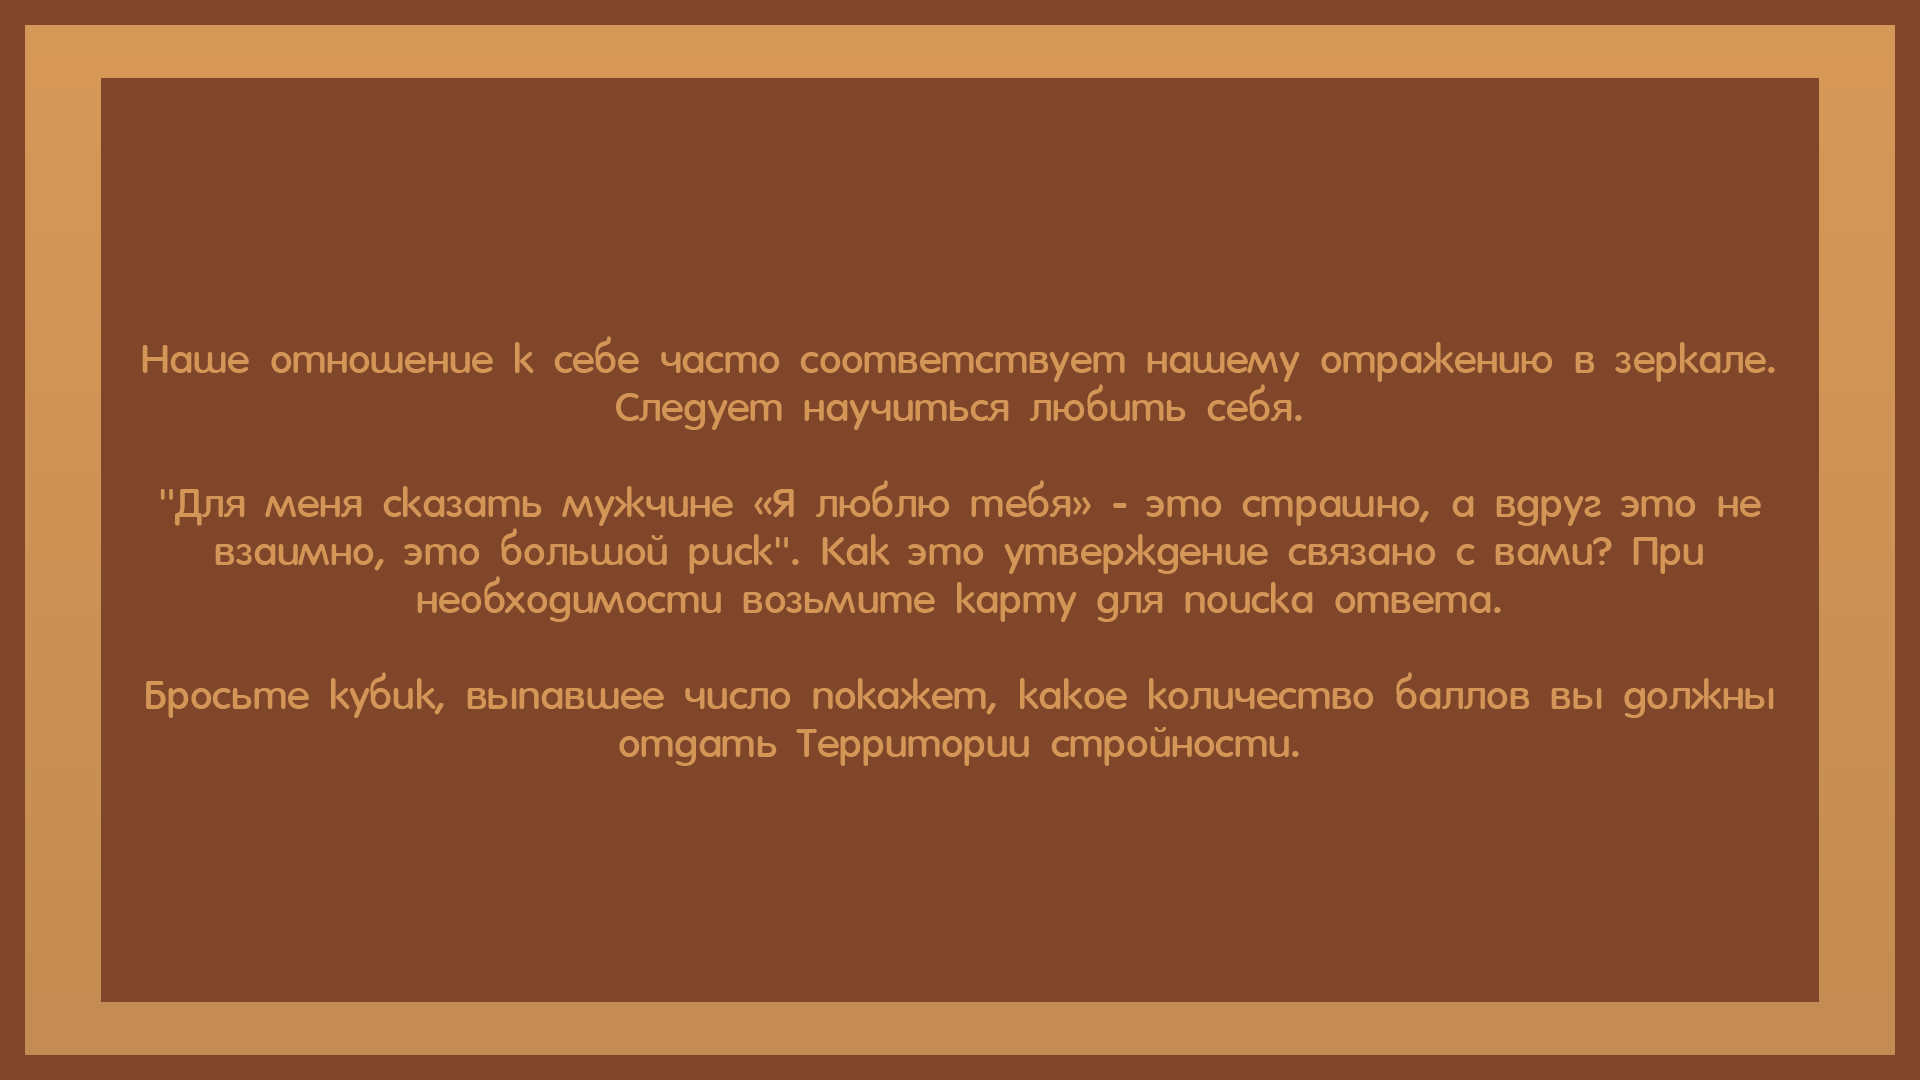 Наше отношение к себе часто соответствует нашему отражению в зеркале.
Следует научиться любить себя.
"Для меня сказать мужчине «Я люблю тебя» - это страшно, а вдруг это не
взаимно, это большой риск". Как это утверждение связано с вами? При
необходимости возьмите карту для поиска ответа.
Бросьте кубик, выпавшее число покажет, какое количество баллов вы должны
отдать Территории стройности.